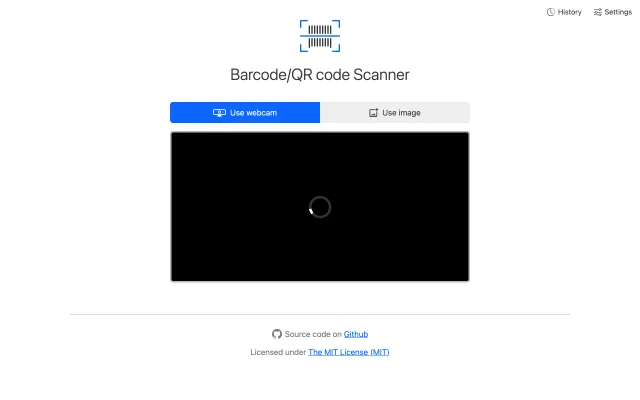 History Settings
Barcode/QR code Scanner
Use webcam Use image
Source code on Github
Licensed under The MIT License (MIT)